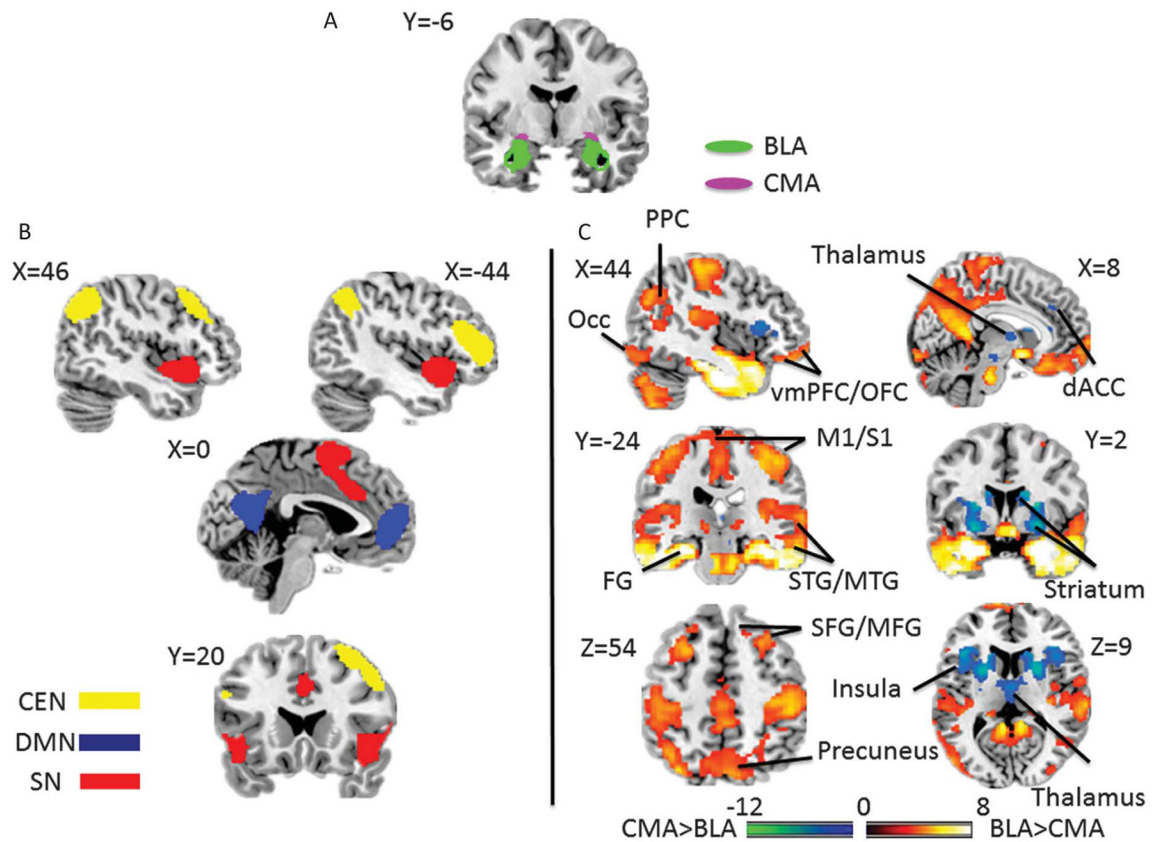 A
Y=-6
BLA
CMA
B
X=46
X=-44
X=0
Y=20
CEN
DMN
SN
C
PPC
X=44
Thalamus
X=8
Occ
vmPFC/OFC
dACC
Y=-24
M1/S1
Y=2
FG
STG/MTG
Striatum
SFG/MFG
Z=54
Z=9
Insula
Precuneus
Thalamus
-12 0 8
CMA>BLA BLA>CMA